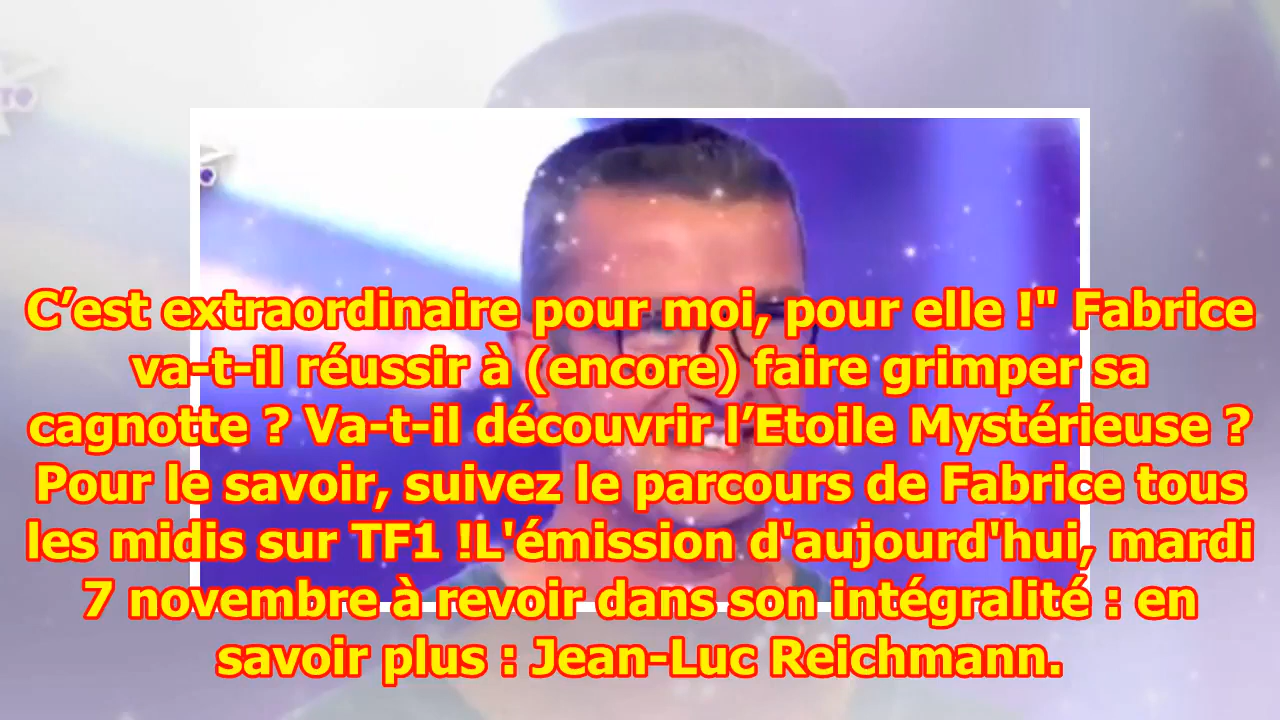 C’est extraordinaire pour moi, pour elle !" Fabrice
va-t-il réussir à (encore) faire grimper sa
cagnotte ? Va-t-il découvrir l’Etoile Mystérieuse ?
Pour le savoir, suivez le parcours de Fabrice tous
les midis sur TF1 !L'émission d'aujourd'hui, mardi
7 novembre à revoir dans son intégralité : en
savoir plus : Jean-Luc Reichmann.